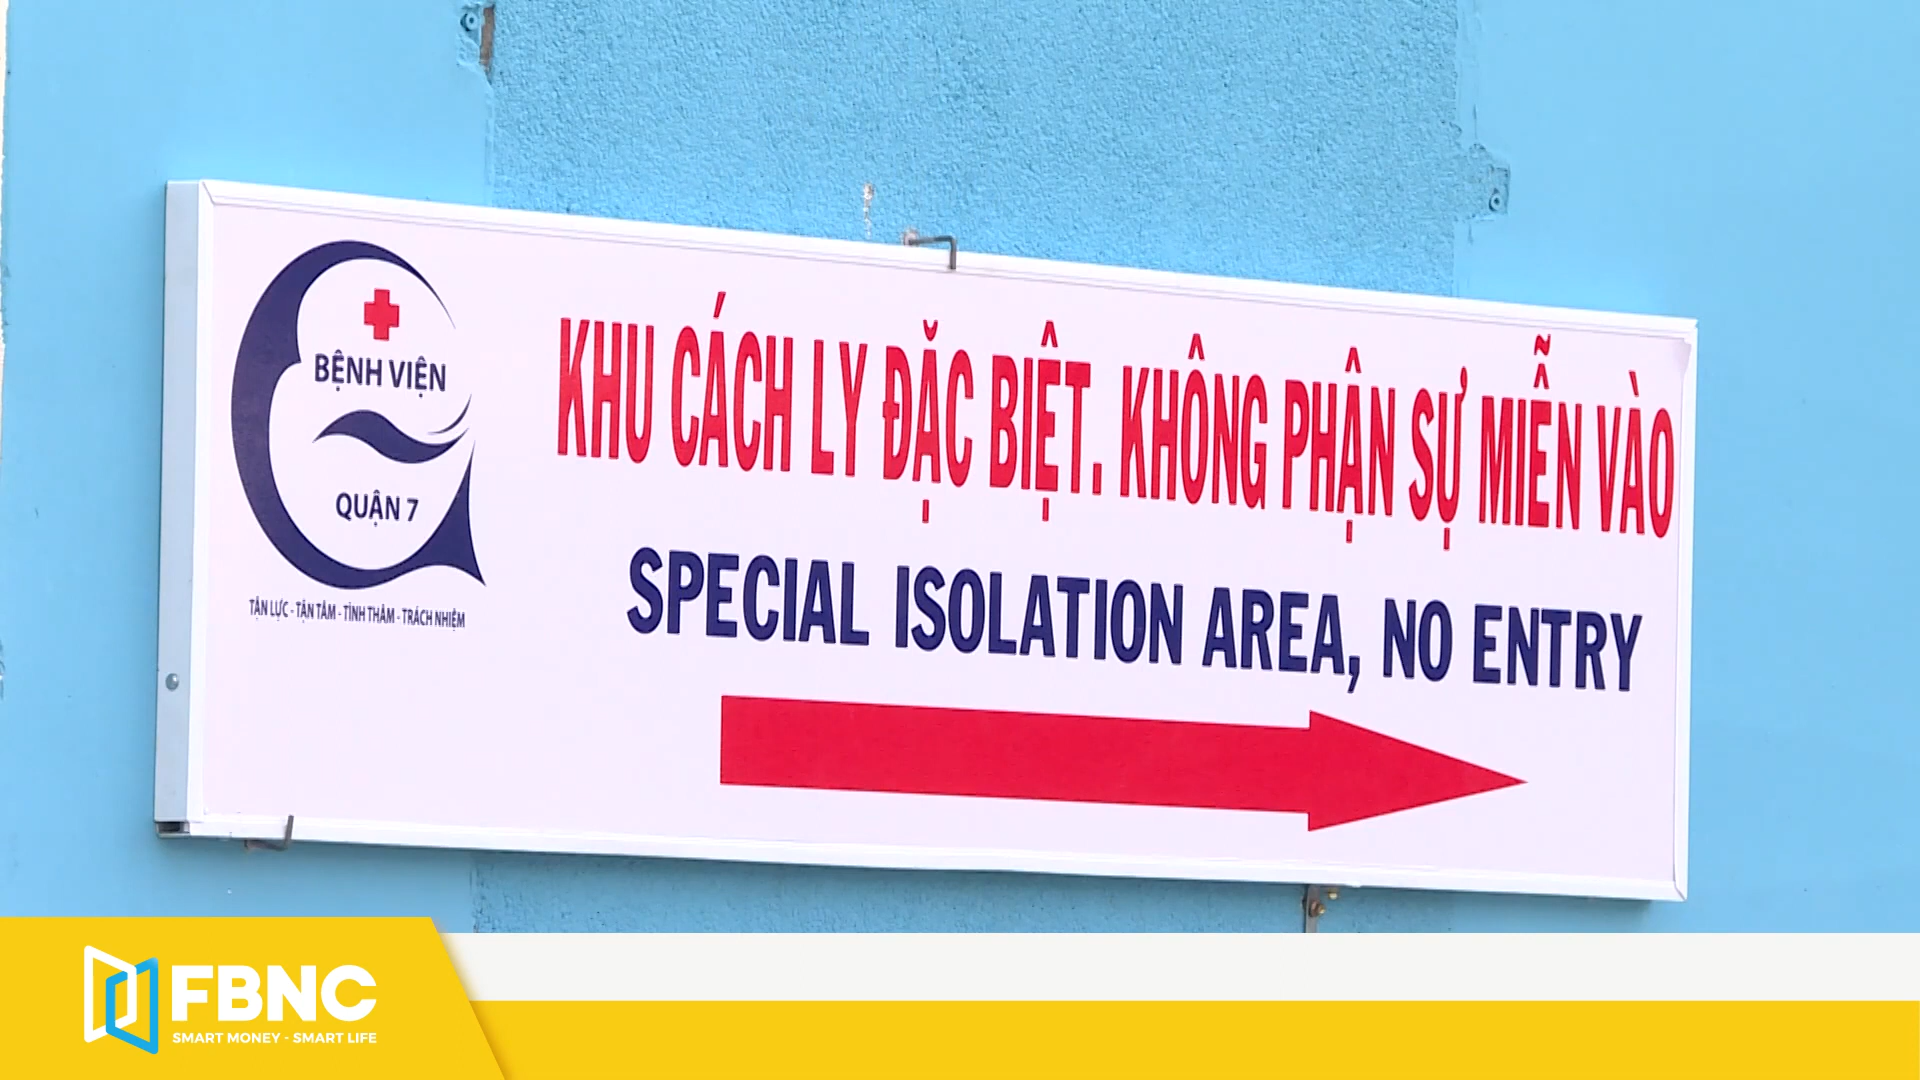 BỆNH VIỆN
QUẬN 7
TẬN LỰC - TẬN TÂM - TÌNH THÂM - TRÁCH NHIỆM
KHU CÁCH LY ĐẶC BIỆT. KHÔNG PHẬN SỰ MIỄN VÀO
SPECIAL ISOLATION AREA, NO ENTRY
FBNC
SMART MONEY - SMART LIFE